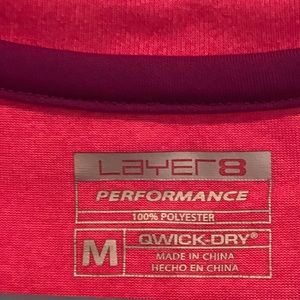 LAYER8
PERFORMANCE
100% POLYESTER
M
QWICK-DRY®
MADE IN CHINA
HECHO EN CHINA